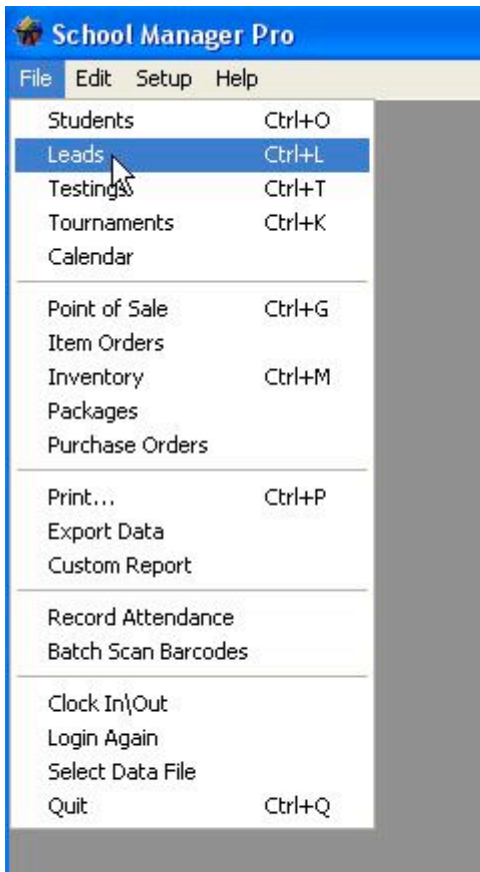 School Manager Pro
File Edit Setup Help
Students Ctrl+O
Leads Ctrl+L
Testings Ctrl+T
Tournaments Ctrl+K
Calendar
Point of Sale Ctrl+G
Item Orders
Inventory Ctrl+M
Packages
Purchase Orders
Print... Ctrl+P
Export Data
Custom Report
Record Attendance
Batch Scan Barcodes
Clock In\Out
Login Again
Select Data File
Quit Ctrl+Q